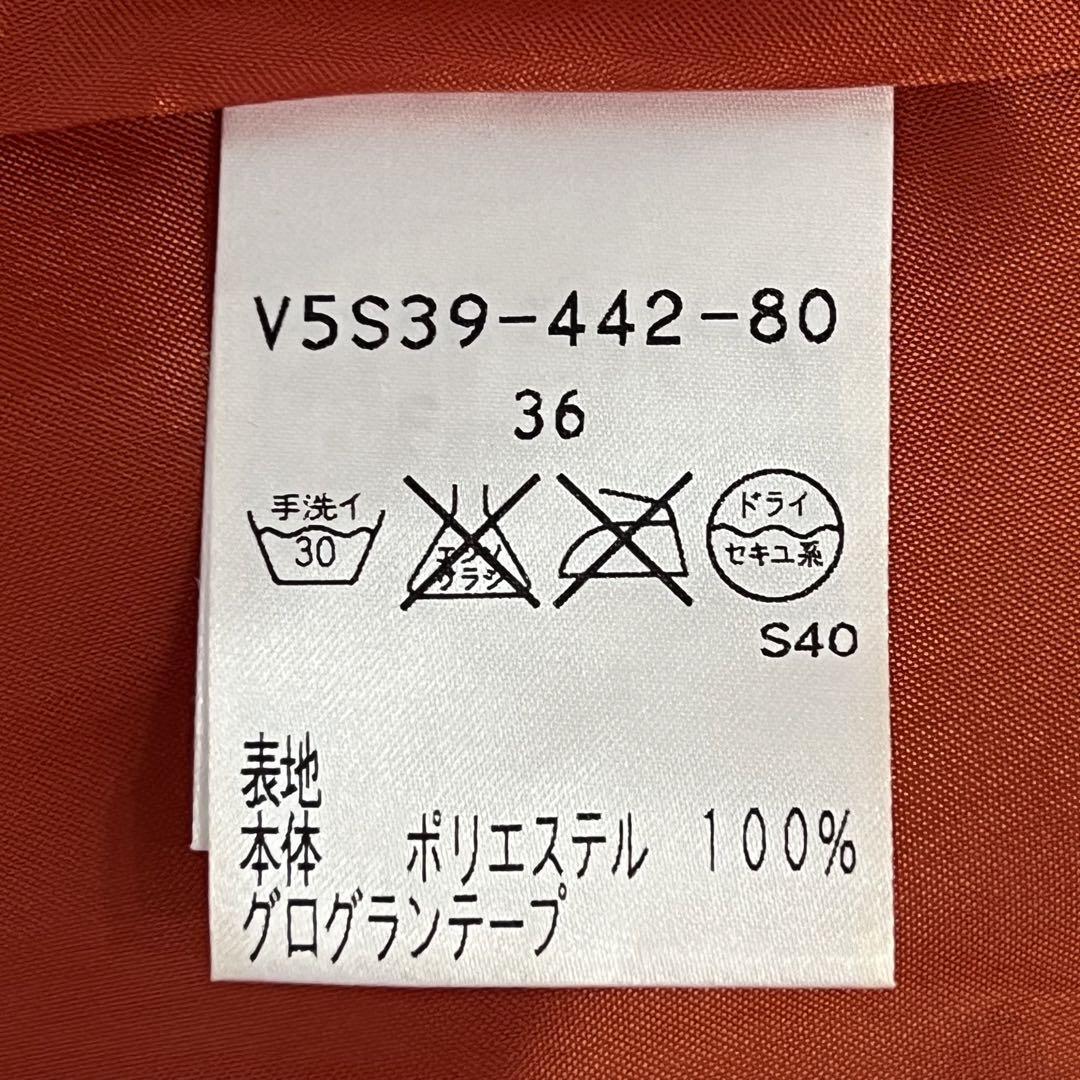 V5S39-442-80
36
手洗イ
30
エンソ
サラシ
ドライ
セキユ系
S40
表地
本体 ポリエステル 100%
グログランテープ